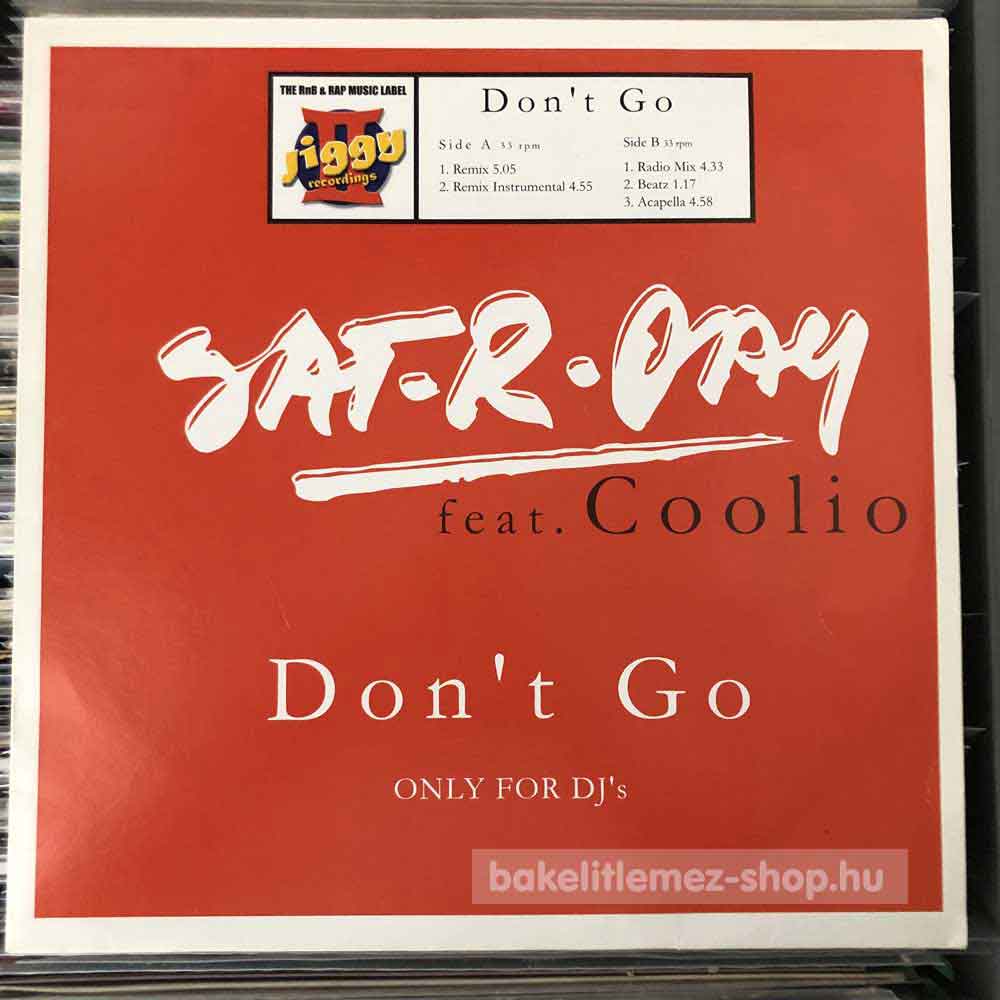 THE RnB & RAP MUSIC LABEL
Jiggy
recordings
Don't Go
Side A 33 rpm
1. Remix 5.05
2. Remix Instrumental 4.55
Side B 33 rpm
1. Radio Mix 4.33
2. Beatz 1.17
3. Acapella 4.58
SAT-R-DAY
feat. Coolio
Don't Go
ONLY FOR DJ's
bakelitlemez-shop.hu